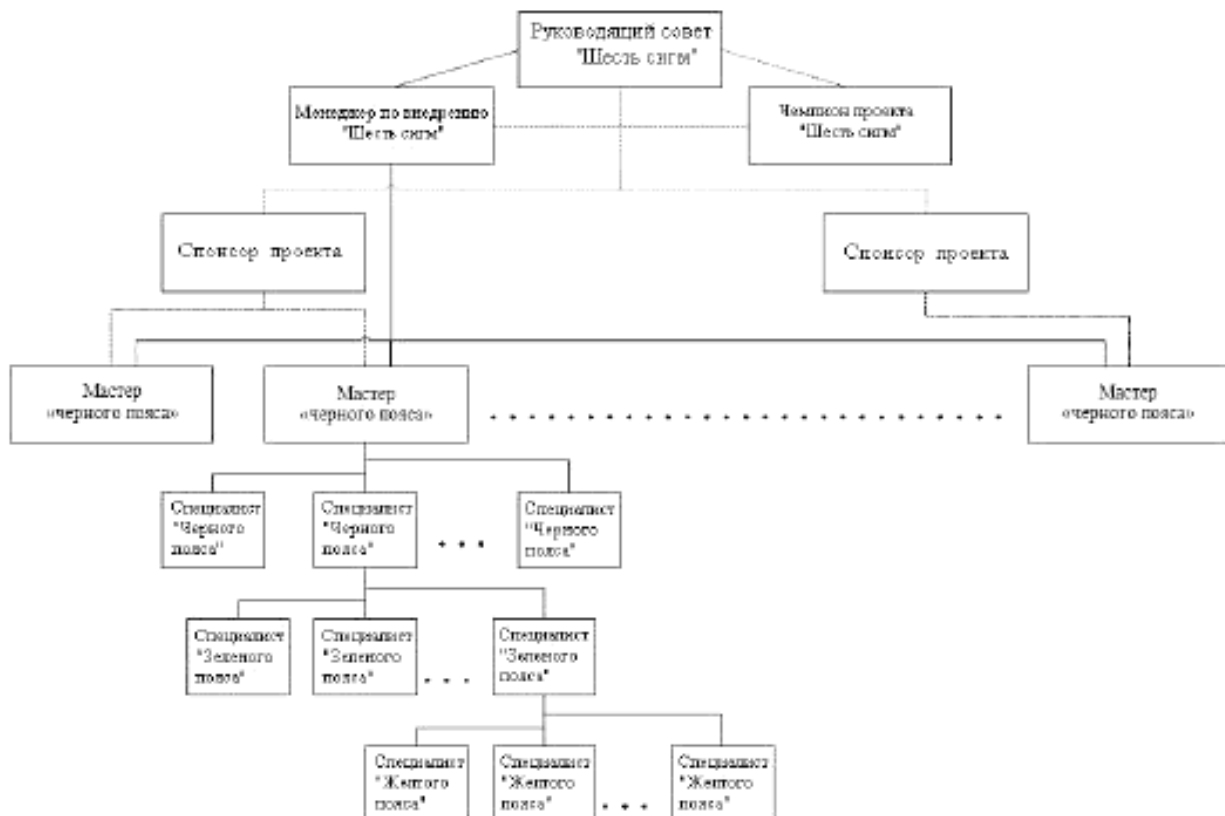 Руководящий совет
"Шесть сигм"
Менеджер по внедрению
"Шесть сигм"
Чемпион проекта
"Шесть сигм"
Спонсор проекта
Спонсор проекта
Мастер
«черного пояса»
Мастер
«черного пояса»
Мастер
«черного пояса»
Специалист
"Черного
пояса"
Специалист
"Черного
пояса"
Специалист
"Черного
пояса"
Специалист
"Зеленого
пояса"
Специалист
"Зеленого
пояса"
Специалист
"Зеленого
пояса"
Специалист
"Желтого
пояса"
Специалист
"Желтого
пояса"
Специалист
"Желтого
пояса"